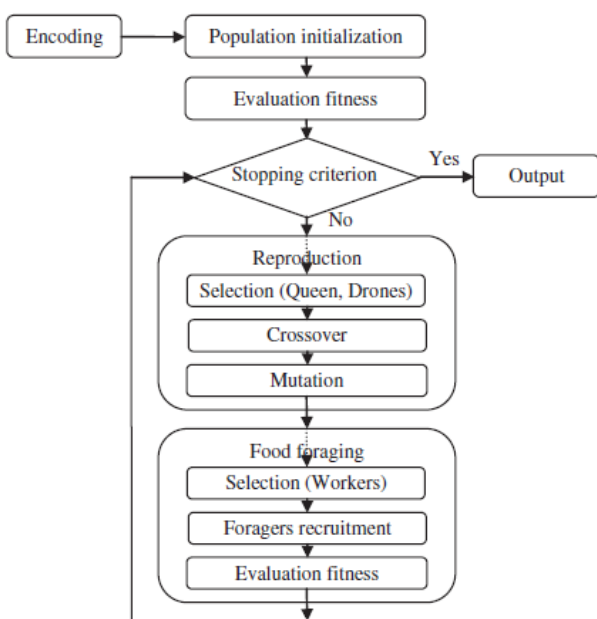 Encoding
Population initialization
Evaluation fitness
Stopping criterion
Yes
Output
No
Reproduction
Selection (Queen, Drones)
Crossover
Mutation
Food foraging
Selection (Workers)
Foragers recruitment
Evaluation fitness